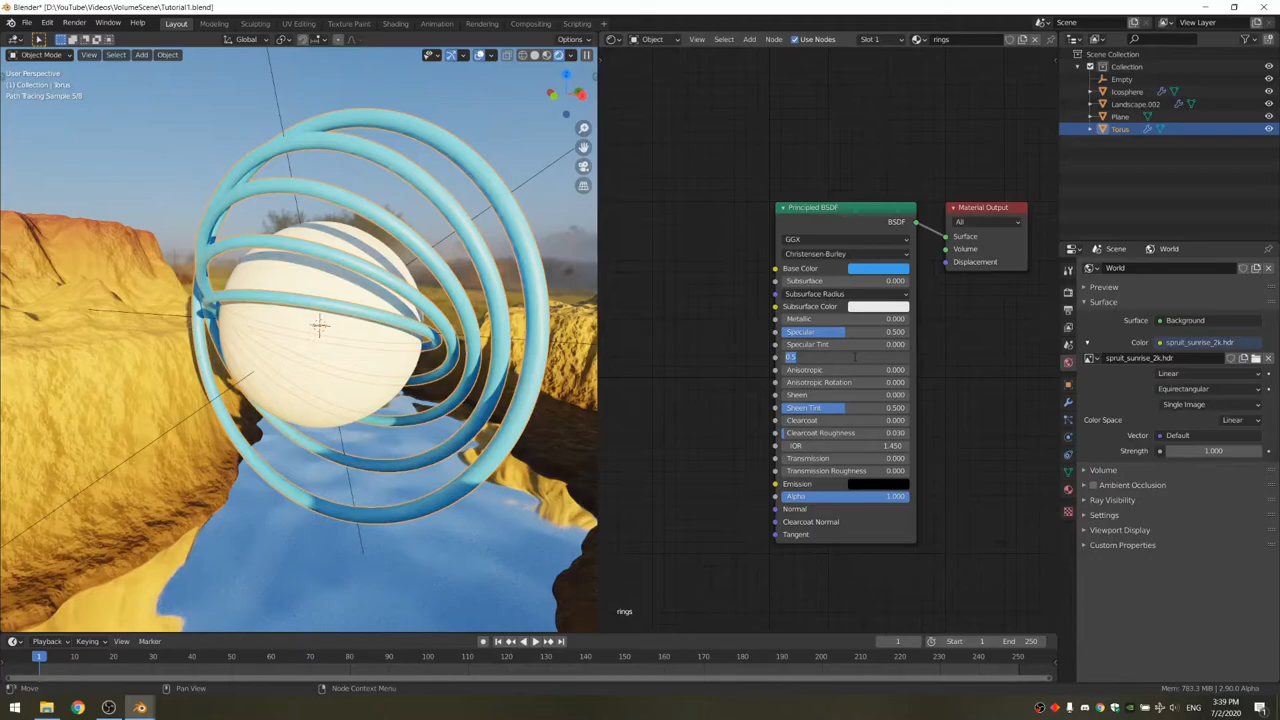 Blender* [D:\YouTube\Videos\VolumeScene\Tutorial1.blend]
File Edit Render Window Help Layout Modeling Sculpting UV Editing Texture Paint Shading Animation Rendering Compositing Scripting Scene View Layer
Global Options Object View Select Add Node Use Nodes Slot 1 rings
Object Mode View Select Add Object
User Perspective
(1) Collection | Torus
Path Tracing Sample 5/8
Scene Collection
Collection
Empty
Icosphere
Landscape.002
Plane
Torus
Principled BSDF
BSDF
GGX
Christensen-Burley
Base Color
Subsurface 0.000
Subsurface Radius
Subsurface Color
Metallic 0.000
Specular 0.500
Specular Tint 0.000
0.5
Anisotropic 0.000
Anisotropic Rotation 0.000
Sheen 0.000
Sheen Tint 0.500
Clearcoat 0.000
Clearcoat Roughness 0.030
IOR 1.450
Transmission 0.000
Transmission Roughness 0.000
Emission
Alpha 1.000
Normal
Clearcoat Normal
Tangent
Material Output
All
Surface
Volume
Displacement
rings
Scene World
World
Preview
Surface
Surface Background
Color spruit_sunrise_2k.hdr
spruit_sunrise_2k.hdr
Linear
Equirectangular
Single Image
Color Space Linear
Vector Default
Strength 1.000
Volume
Ambient Occlusion
Ray Visibility
Settings
Viewport Display
Custom Properties
Playback Keying View Marker 1 Start 1 End 250
1 10 20 30 40 50 60 70 80 90 100 110 120 130 140 150 160 170 180 190 200 210 220 230 240 250
Move Pan View Node Context Menu Mem: 783.3 MiB | 2.90.0 Alpha
ENG
3:39 PM
7/2/2020